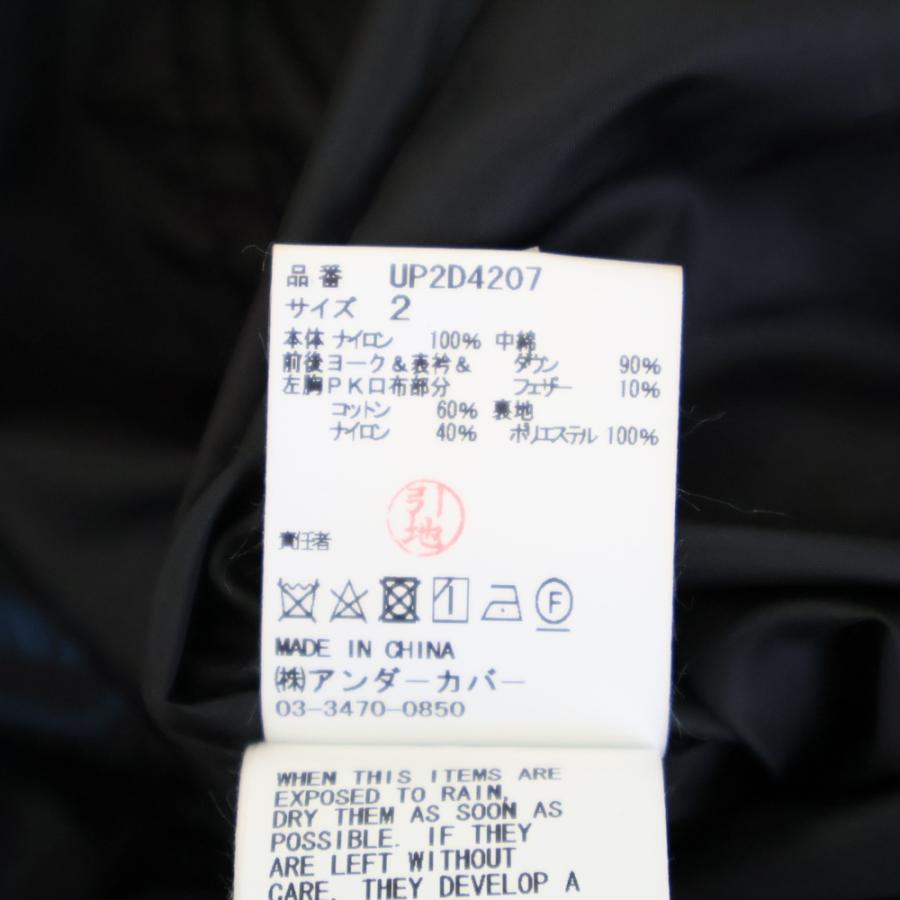 品番 UP2D4207
サイズ 2
本体 ナイロン 100% 中綿
前後ヨーク&表衿& ダウン 90%
左胸PK口布部分 フェザー 10%
コットン 60% 裏地
ナイロン 40% ポリエステル 100%
引地
責任者
F
MADE IN CHINA
㈱アンダーカバー
03-3470-0850
WHEN THIS ITEMS ARE
EXPOSED TO RAIN,
DRY THEM AS SOON AS
POSSIBLE. IF THEY
ARE LEFT WITHOUT
CARE, THEY DEVELOP A